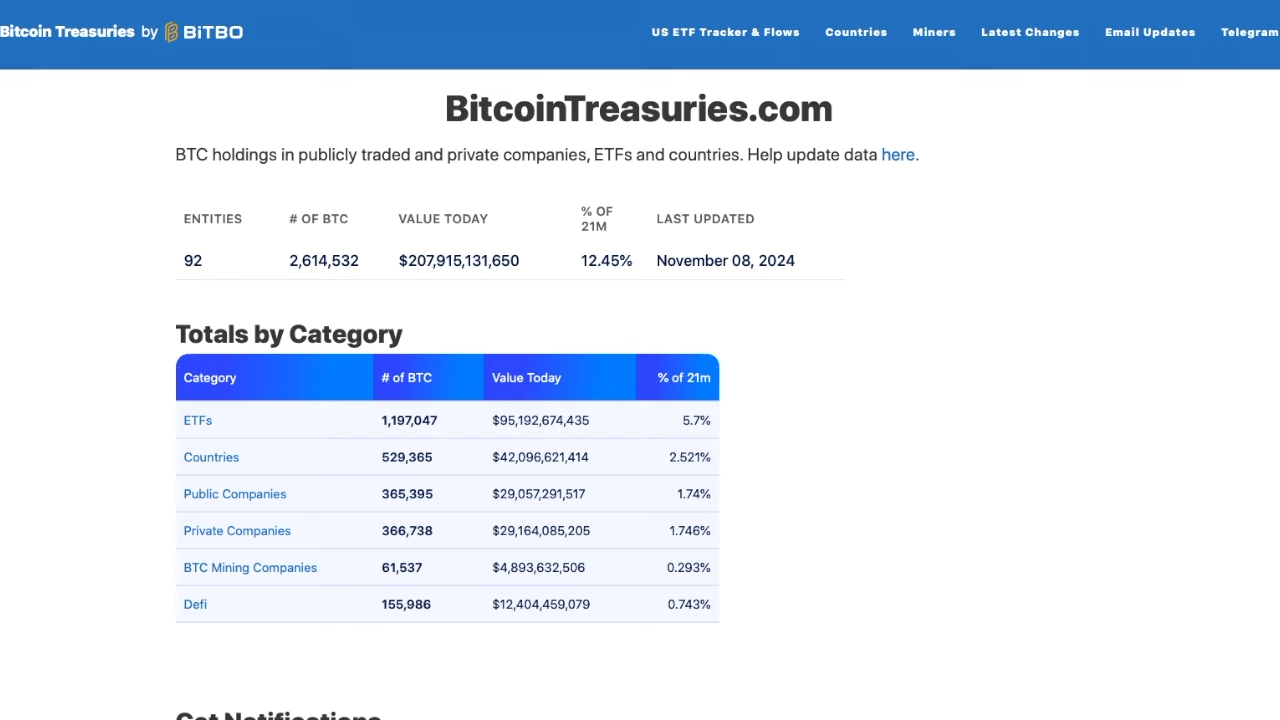 Bitcoin Treasuries by BiTBO
US ETF Tracker & Flows Countries Miners Latest Changes Email Updates Telegram
BitcoinTreasuries.com
BTC holdings in publicly traded and private companies, ETFs and countries. Help update data here.
ENTITIES # OF BTC VALUE TODAY % OF 21M LAST UPDATED
92 2,614,532 $207,915,131,650 12.45% November 08, 2024
Totals by Category
Category # of BTC Value Today % of 21m
ETFs 1,197,047 $95,192,674,435 5.7%
Countries 529,365 $42,096,621,414 2.521%
Public Companies 365,395 $29,057,291,517 1.74%
Private Companies 366,738 $29,164,085,205 1.746%
BTC Mining Companies 61,537 $4,893,632,506 0.293%
Defi 155,986 $12,404,459,079 0.743%
Get Notifications